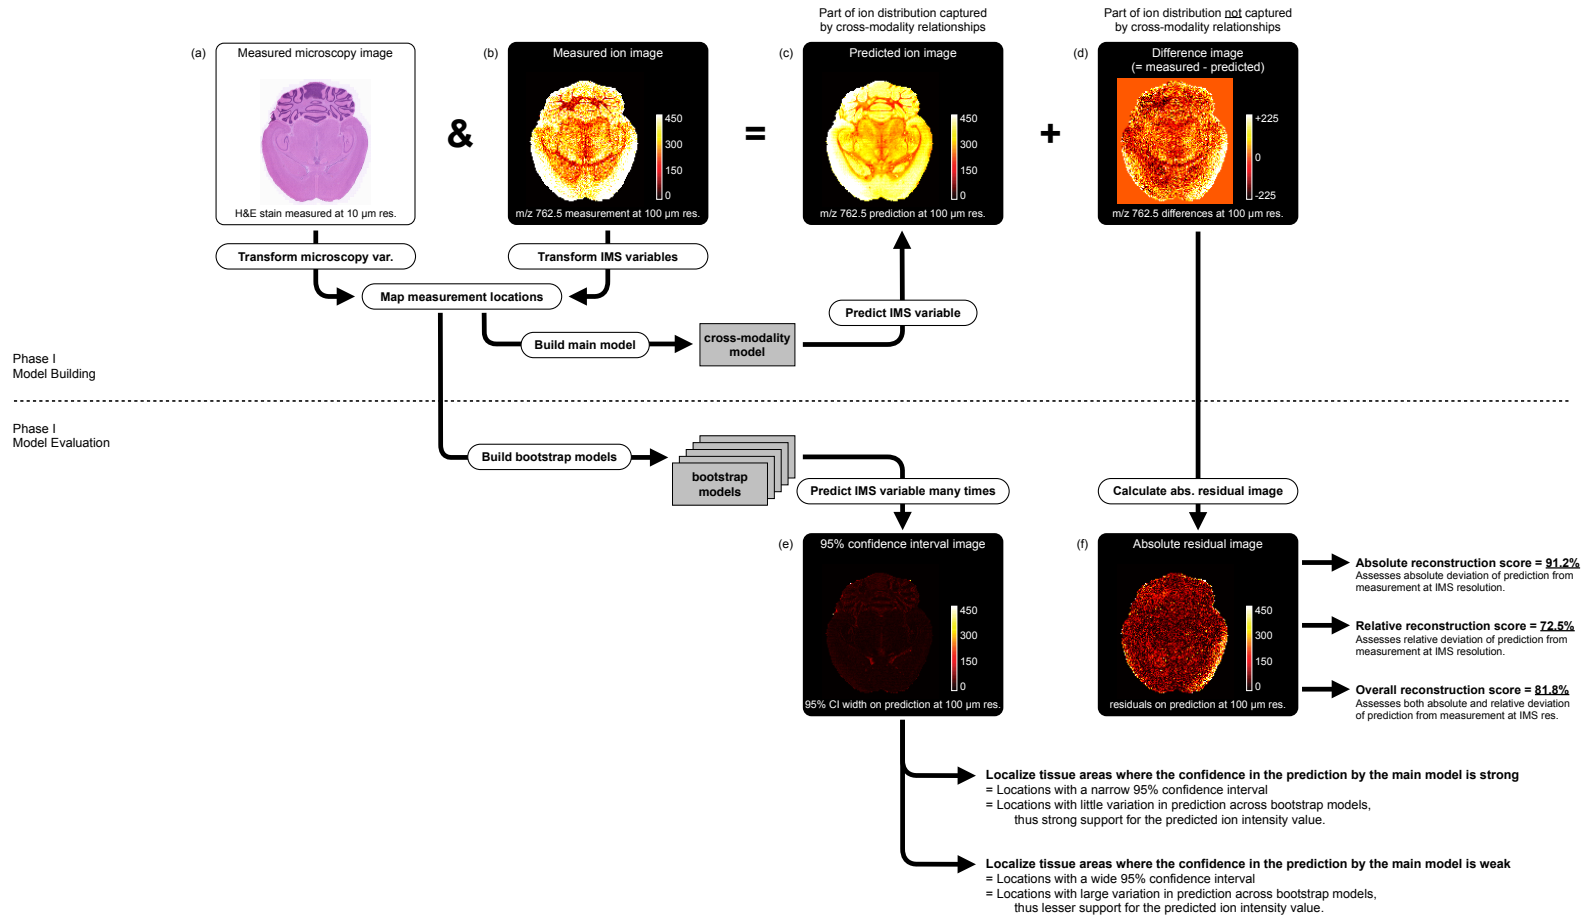 Part of ion distribution captured
by cross-modality relationships
Part of ion distribution not captured
by cross-modality relationships
(a)
Measured microscopy image
H&E stain measured at 10 µm res.
&
(b)
Measured ion image
450
300
150
0
m/z 762.5 measurement at 100 µm res.
=
(c)
Predicted ion image
450
300
150
0
m/z 762.5 prediction at 100 µm res.
+
(d)
Difference image
(= measured - predicted)
+225
0
-225
m/z 762.5 differences at 100 µm res.
Transform microscopy var.
Transform IMS variables
Map measurement locations
Build main model
cross-modality
model
Predict IMS variable
Phase I
Model Building
Phase I
Model Evaluation
Build bootstrap models
bootstrap
models
Predict IMS variable many times
Calculate abs. residual image
(e)
95% confidence interval image
450
300
150
0
95% CI width on prediction at 100 µm res.
(f)
Absolute residual image
450
300
150
0
residuals on prediction at 100 µm res.
Absolute reconstruction score = 91.2%
Assesses absolute deviation of prediction from
measurement at IMS resolution.
Relative reconstruction score = 72.5%
Assesses relative deviation of prediction from
measurement at IMS resolution.
Overall reconstruction score = 81.8%
Assesses both absolute and relative deviation
of prediction from measurement at IMS res.
Localize tissue areas where the confidence in the prediction by the main model is strong
= Locations with a narrow 95% confidence interval
= Locations with little variation in prediction across bootstrap models,
thus strong support for the predicted ion intensity value.
Localize tissue areas where the confidence in the prediction by the main model is weak
= Locations with a wide 95% confidence interval
= Locations with large variation in prediction across bootstrap models,
thus lesser support for the predicted ion intensity value.